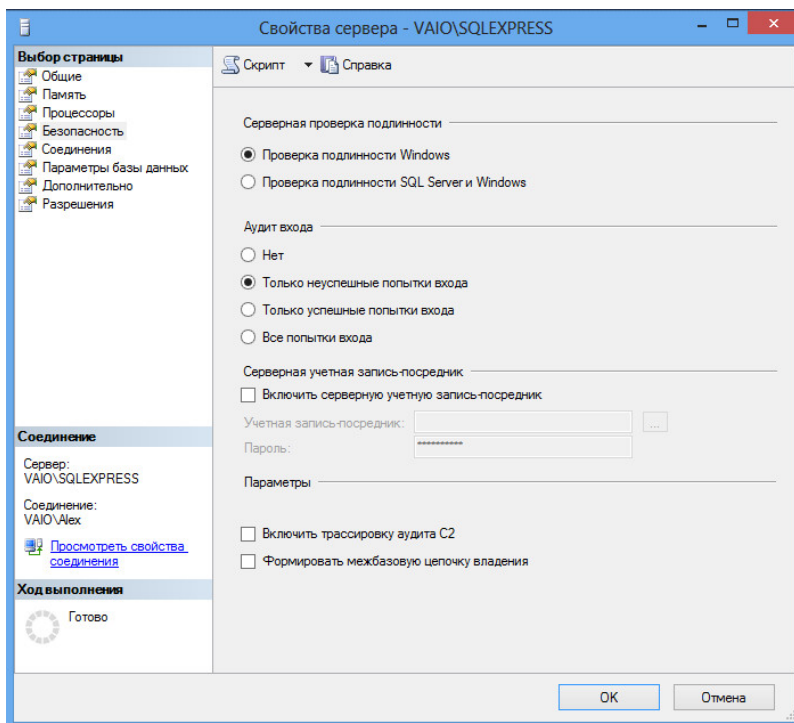 Свойства сервера - VAIO\SQLEXPRESS
Выбор страницы
Общие
Память
Процессоры
Безопасность
Соединения
Параметры базы данных
Дополнительно
Разрешения
Скрипт
Справка
Серверная проверка подлинности
Проверка подлинности Windows
Проверка подлинности SQL Server и Windows
Аудит входа
Нет
Только неуспешные попытки входа
Только успешные попытки входа
Все попытки входа
Серверная учетная запись-посредник
Включить серверную учетную запись-посредник
Учетная запись-посредник:
...
Пароль:
**********
Параметры
Включить трассировку аудита C2
Формировать межбазовую цепочку владения
Соединение
Сервер:
VAIO\SQLEXPRESS
Соединение:
VAIO\Alex
Просмотреть свойства
соединения
Ход выполнения
Готово
OK
Отмена